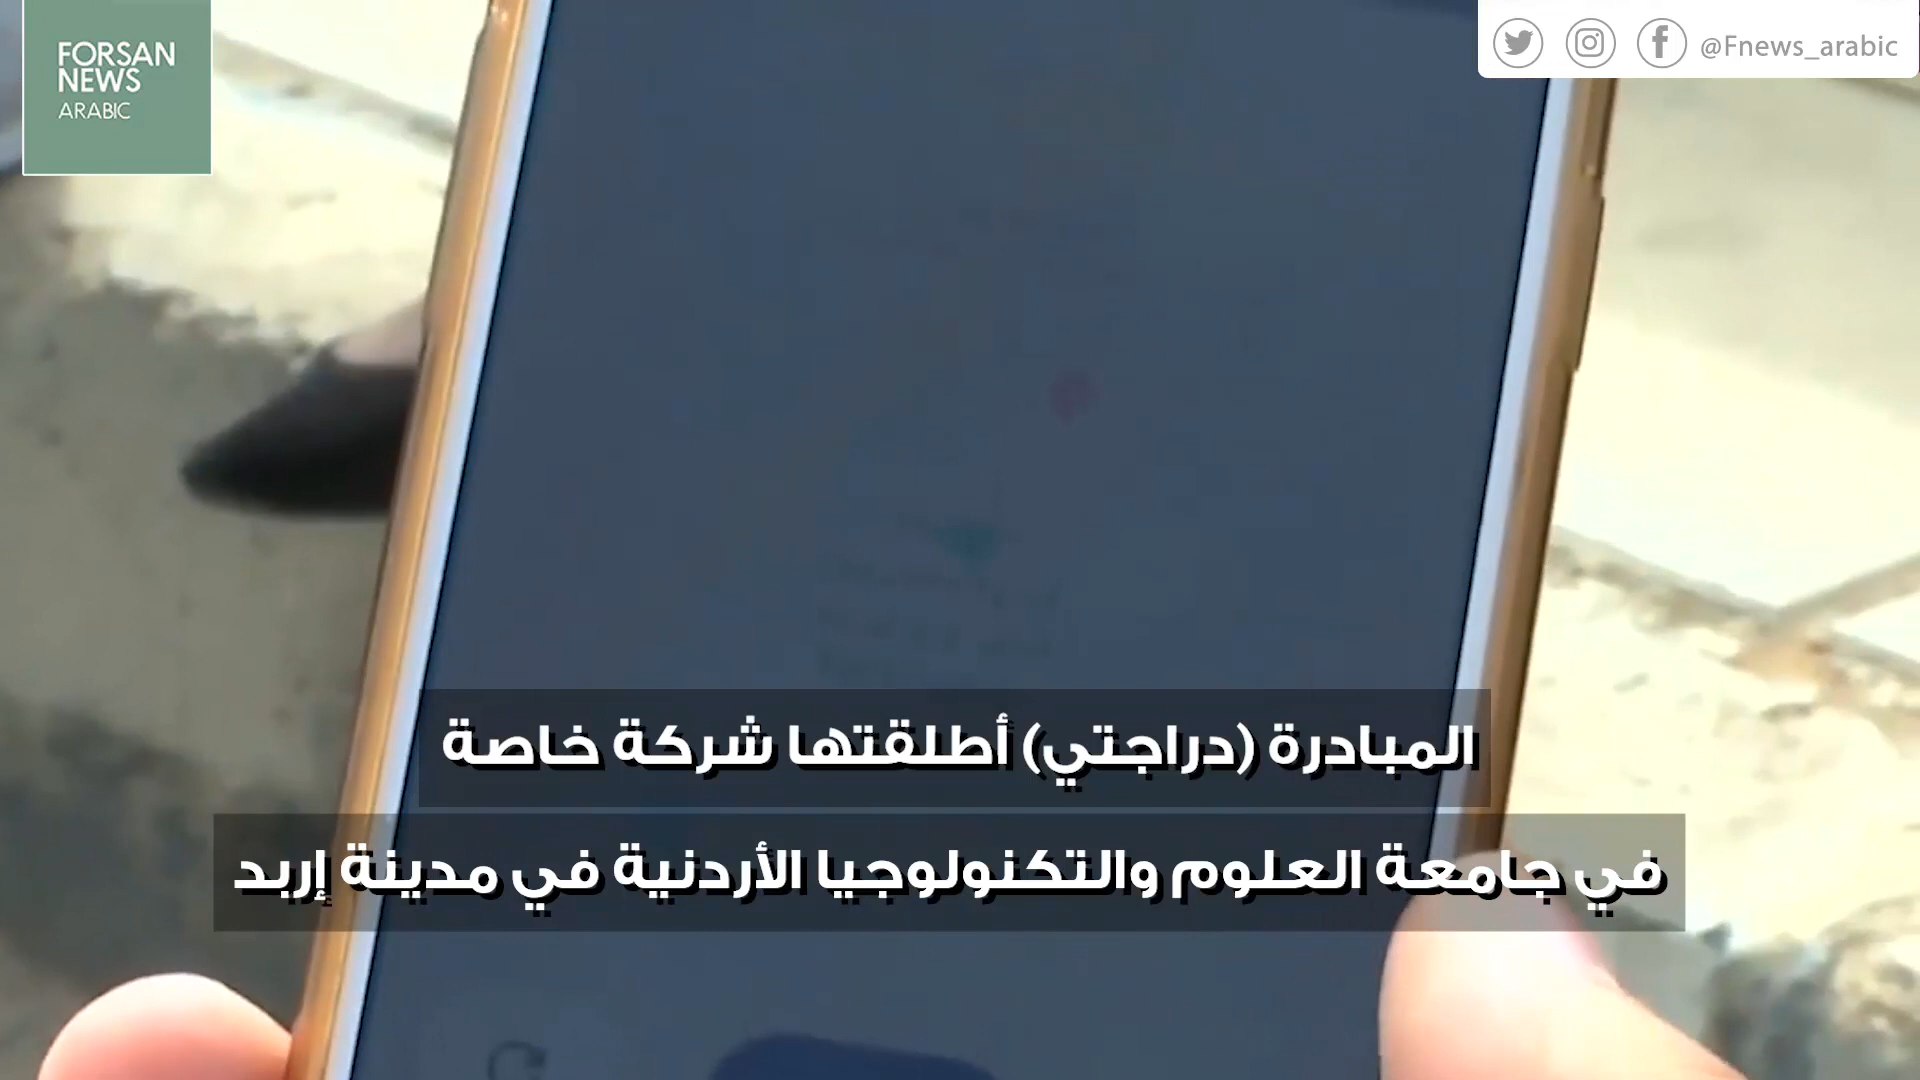 FORSAN
NEWS
ARABIC
@Fnews_arabic
المبادرة (دراجتي) أطلقتها شركة خاصة
في جامعة العلوم والتكنولوجيا الأردنية في مدينة إربد